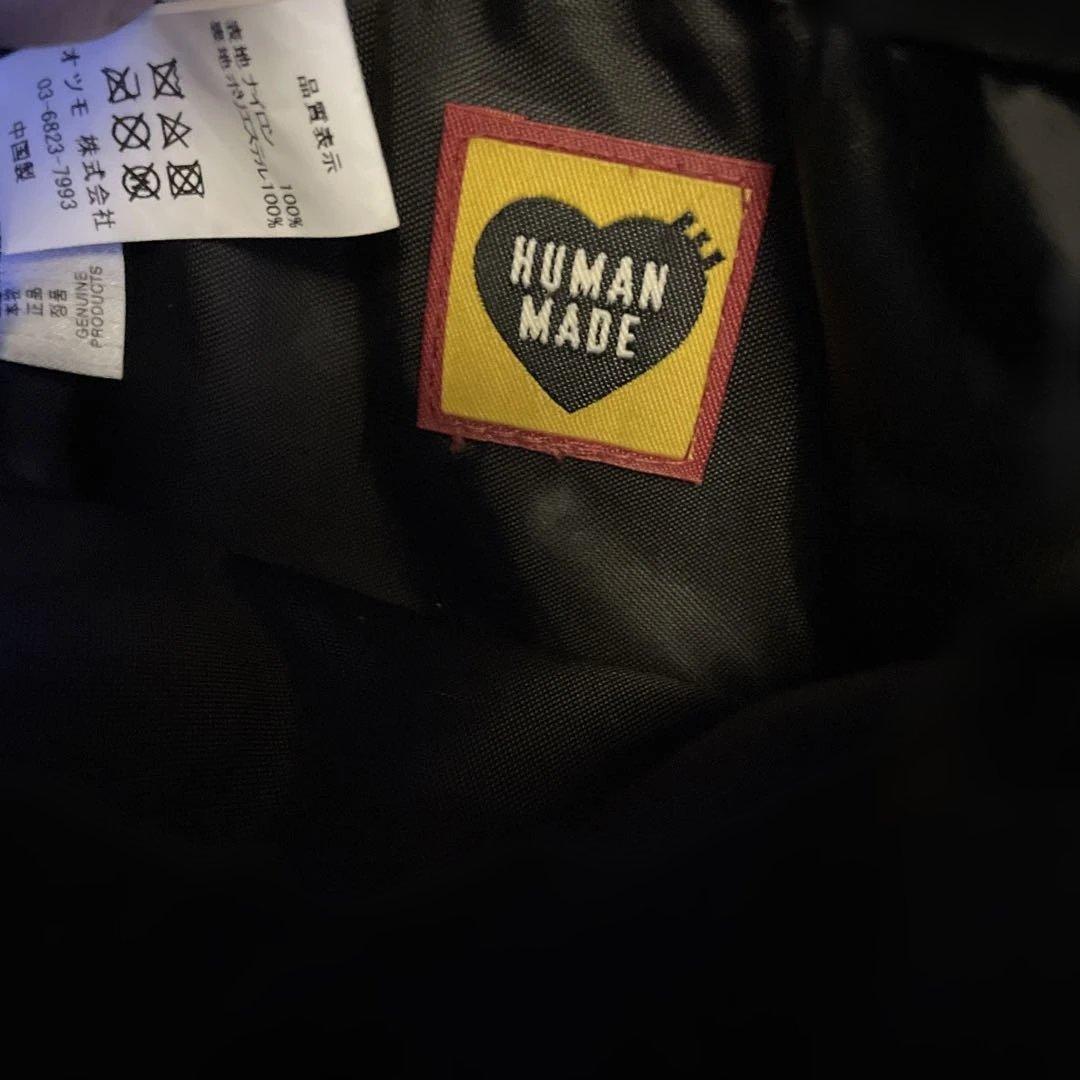 品質表示
表地 ナイロン 100%
裏地 ポリエステル 100%
オツモ 株式会社
03-6823-7993
中国製
GENUINE
PRODUCTS
HUMAN
MADE